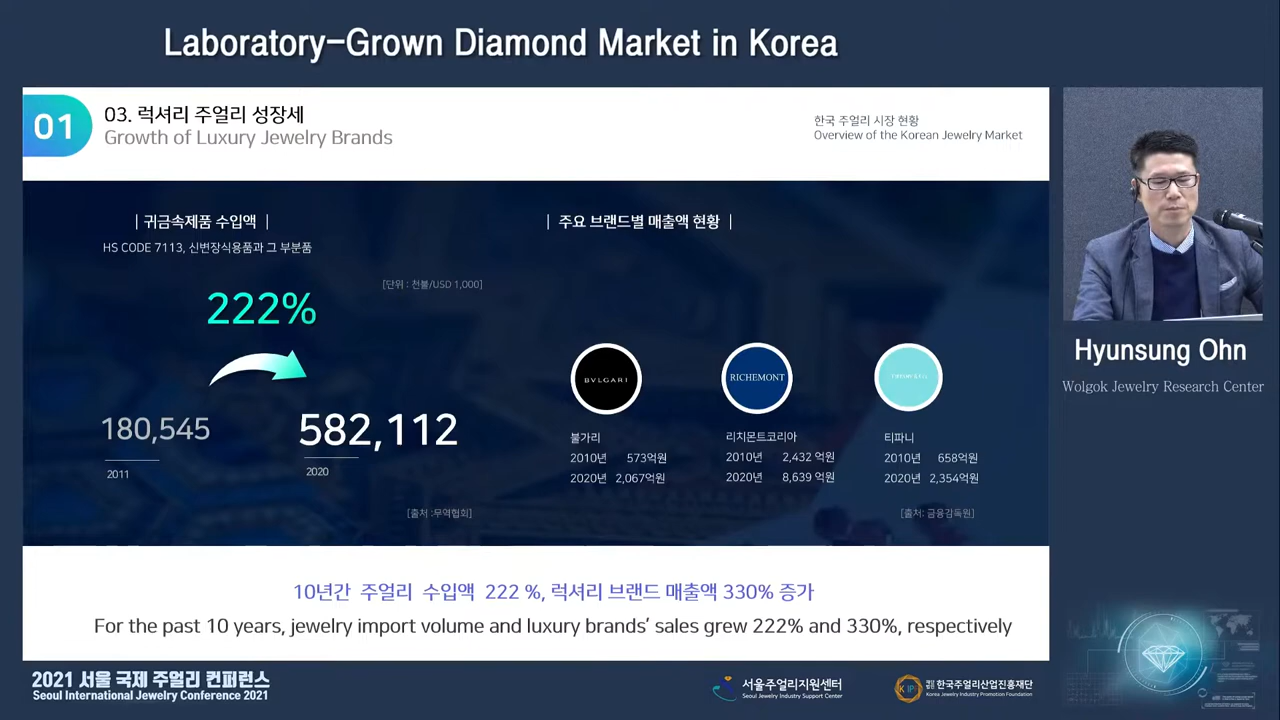 Laboratory-Grown Diamond Market in Korea
01
03. 럭셔리 주얼리 성장세
Growth of Luxury Jewelry Brands
한국 주얼리 시장 현황
Overview of the Korean Jewelry Market
| 귀금속제품 수입액 |
HS CODE 7113, 신변장식용품과 그 부분품
[단위 : 천불/USD 1,000]
222%
180,545
2011
582,112
2020
[출처 :무역협회]
| 주요 브랜드별 매출액 현황 |
BVLGARI
불가리
2010년 573억원
2020년 2,067억원
RICHEMONT
리치몬트코리아
2010년 2,432 억원
2020년 8,639 억원
티파니
2010년 658억원
2020년 2,354억원
[출처: 금융감독원]
10년간 주얼리 수입액 222 %, 럭셔리 브랜드 매출액 330% 증가
For the past 10 years, jewelry import volume and luxury brands' sales grew 222% and 330%, respectively
Hyunsung Ohn
Wolgok Jewelry Research Center
2021 서울 국제 주얼리 컨퍼런스
Seoul International Jewelry Conference 2021
서울주얼리지원센터
Seoul Jewelry Industry Support Center
한국주얼리산업진흥재단
Korea Jewelry Industry Promotion Foundation